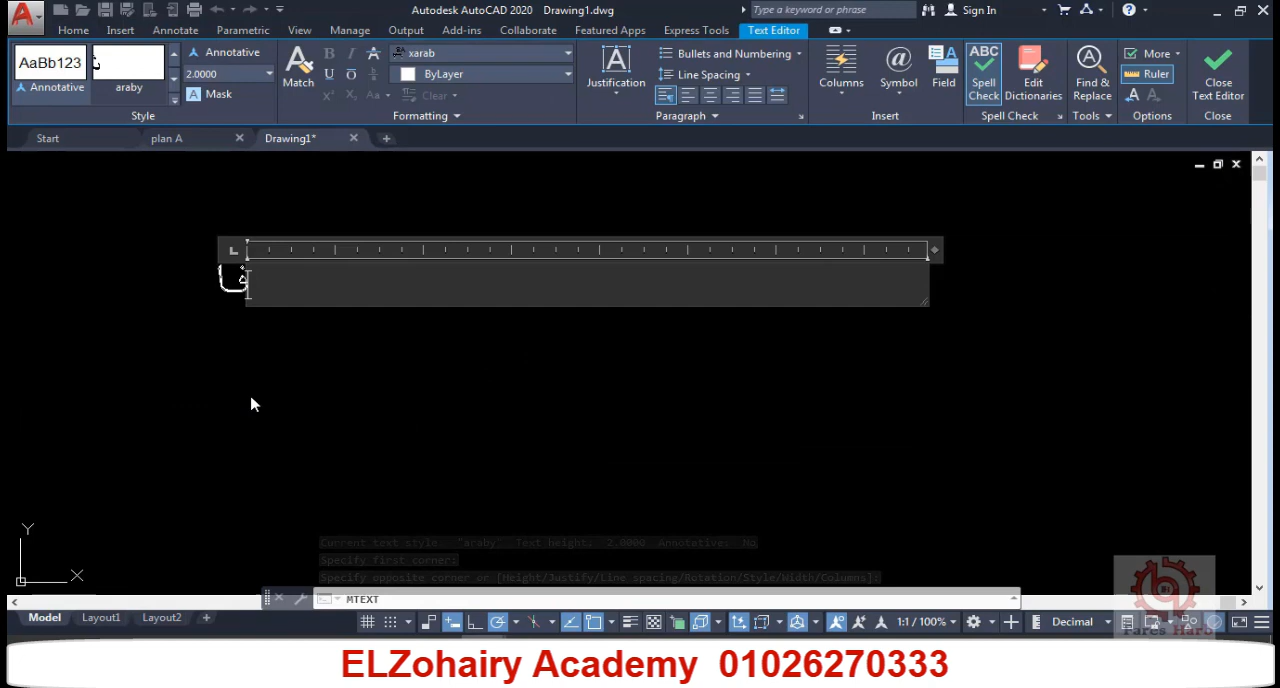 Autodesk AutoCAD 2020 Drawing1.dwg
Type a keyword or phrase
Sign In
Home Insert Annotate Parametric View Manage Output Add-ins Collaborate Featured Apps Express Tools Text Editor
AaBb123
Annotative
araby
Annotative
2.0000
Mask
Style
Match
xarab
ByLayer
Clear
Formatting
Justification
Bullets and Numbering
Line Spacing
Paragraph
Columns
Symbol
Field
Insert
ABC
Spell
Check
Edit
Dictionaries
Spell Check
Find &
Replace
Tools
More
Ruler
Options
Close
Text Editor
Close
Start
plan A
Drawing1*
Y
X
Current text style: "araby" Text height: 2.0000 Annotative: No
Specify first corner:
Specify opposite corner or [Height/Justify/Line spacing/Rotation/Style/Width/Columns]:
MTEXT
Model Layout1 Layout2 +
1:1 / 100%
Decimal
Fares Harb
ELZohairy Academy 01026270333